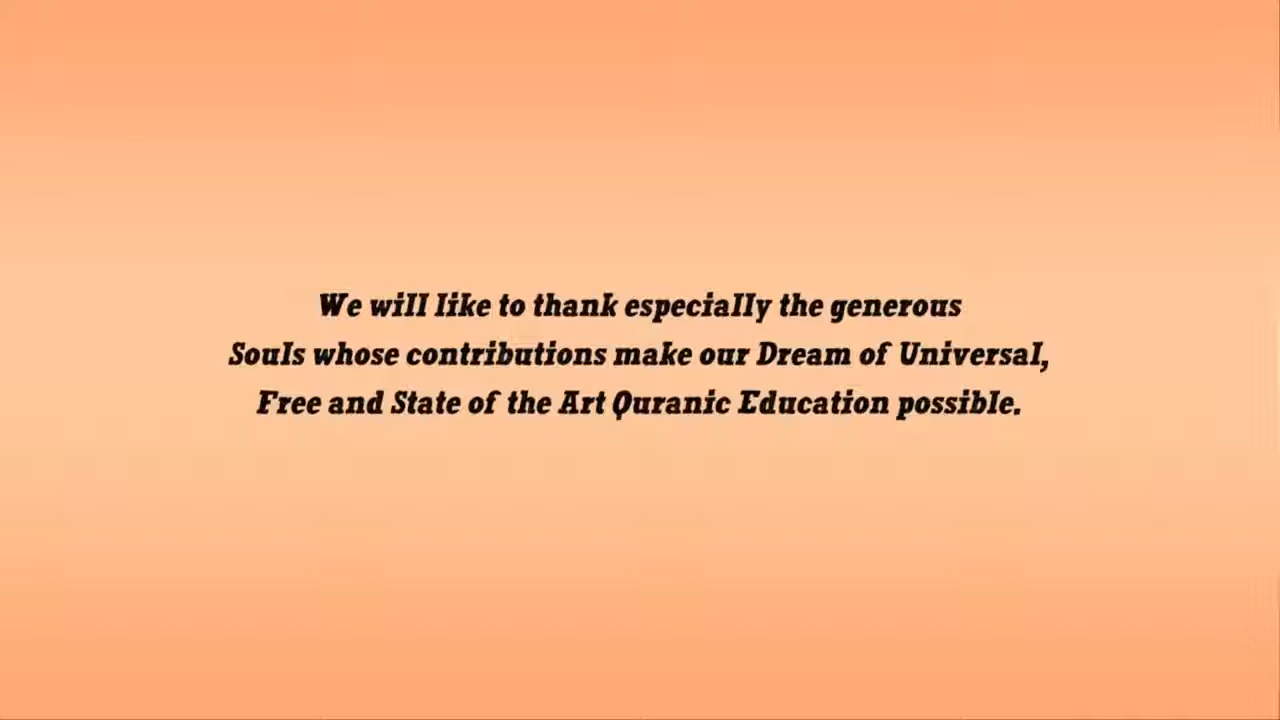 We will like to thank especially the generous
Souls whose contributions make our Dream of Universal,
Free and State of the Art Quranic Education possible.